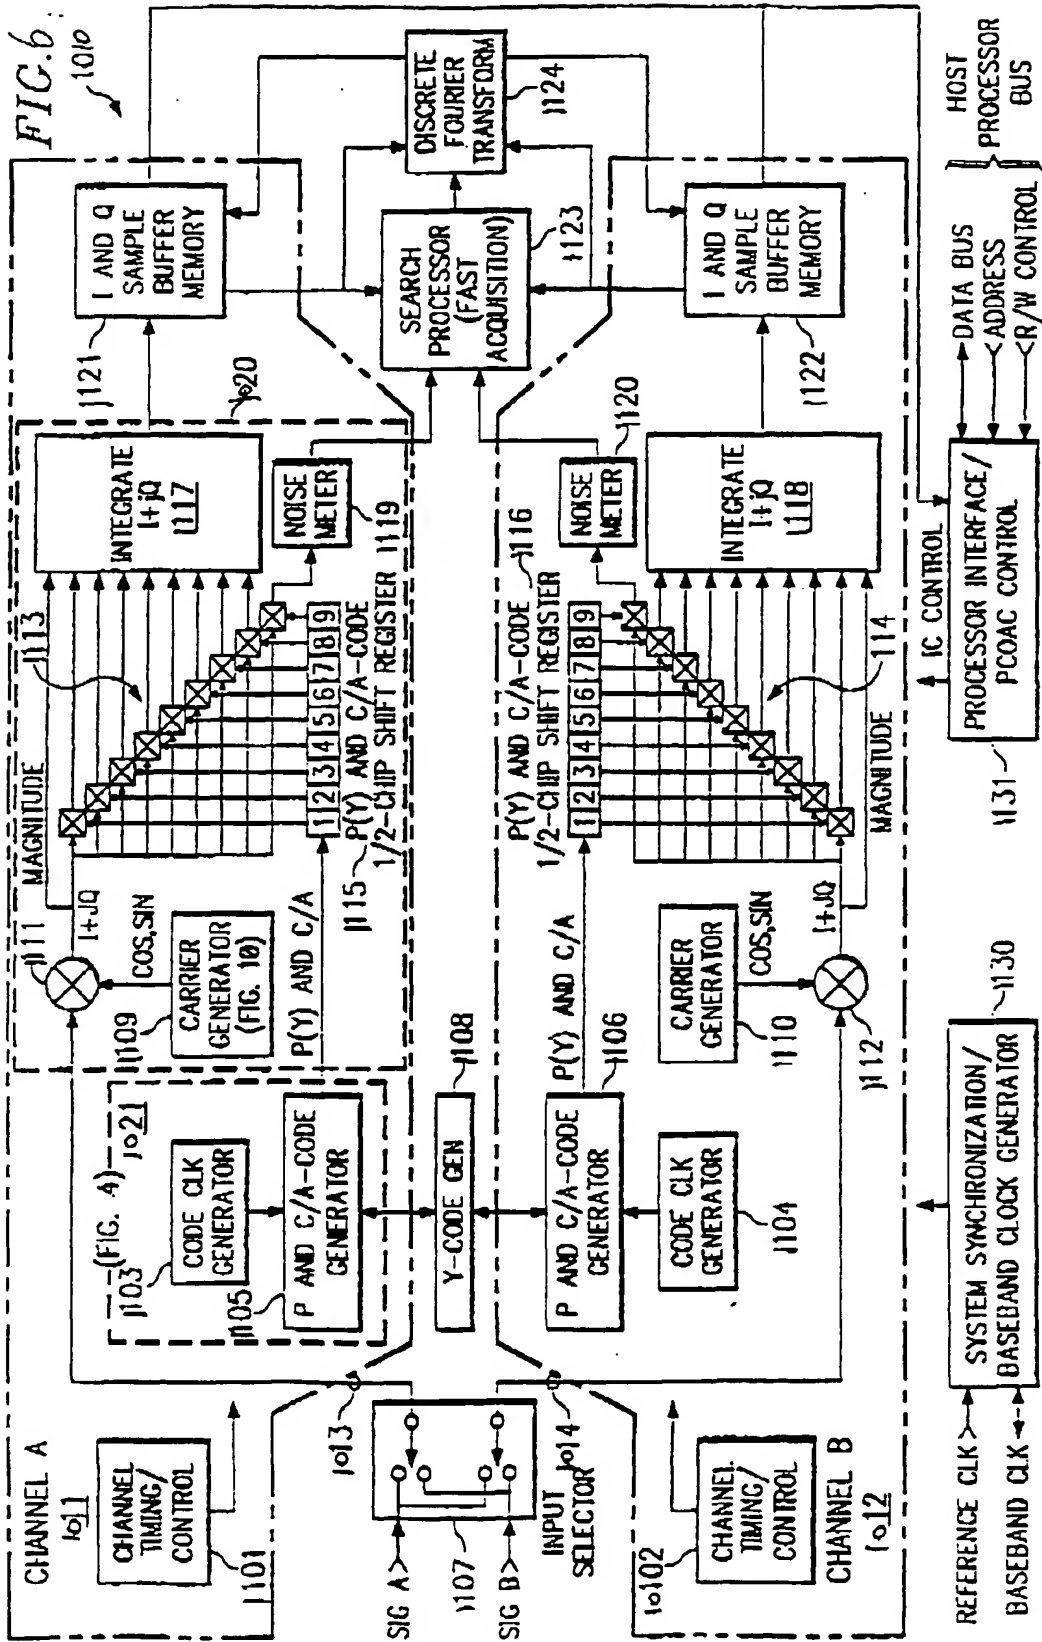 FIG.6
1010
CHANNEL A
1011
CHANNEL
TIMING/
CONTROL
1101
(FIG. 4)
1021
1103
CODE CLK
GENERATOR
1105
P AND C/A-CODE
GENERATOR
1111
COS,SIN
1109
CARRIER
GENERATOR
(FIG. 10)
P(Y) AND C/A
MAGNITUDE
I+JQ
1113
1 2 3 4 5 6 7 8 9
1115
P(Y) AND C/A-CODE
1/2-CHIP SHIFT REGISTER
INTEGRATE
I+jQ
1117
1020
NOISE
METER
1119
1121
I AND Q
SAMPLE
BUFFER
MEMORY
1013
SIG A >
1107
SIG B >
INPUT
SELECTOR
1014
Y-CODE GEN
1108
SEARCH
PROCESSOR
(FAST
ACQUISITION)
1123
DISCRETE
FOURIER
TRANSFORM
1124
10102
CHANNEL
TIMING/
CONTROL
CHANNEL B
1012
P AND C/A-CODE
GENERATOR
1106
CODE CLK
GENERATOR
1104
P(Y) AND C/A
CARRIER
GENERATOR
1110
COS,SIN
1112
I+JQ
MAGNITUDE
P(Y) AND C/A-CODE
1/2-CHIP SHIFT REGISTER
1116
1 2 3 4 5 6 7 8 9
1114
NOISE
METER
1120
INTEGRATE
I+jQ
1118
I AND Q
SAMPLE
BUFFER
MEMORY
1122
REFERENCE CLK >
BASEBAND CLK
SYSTEM SYNCHRONIZATION/
BASEBAND CLOCK GENERATOR
1130
IC CONTROL
PROCESSOR INTERFACE/
PCOAC CONTROL
1131
DATA BUS
ADDRESS
R/W CONTROL
HOST
PROCESSOR
BUS